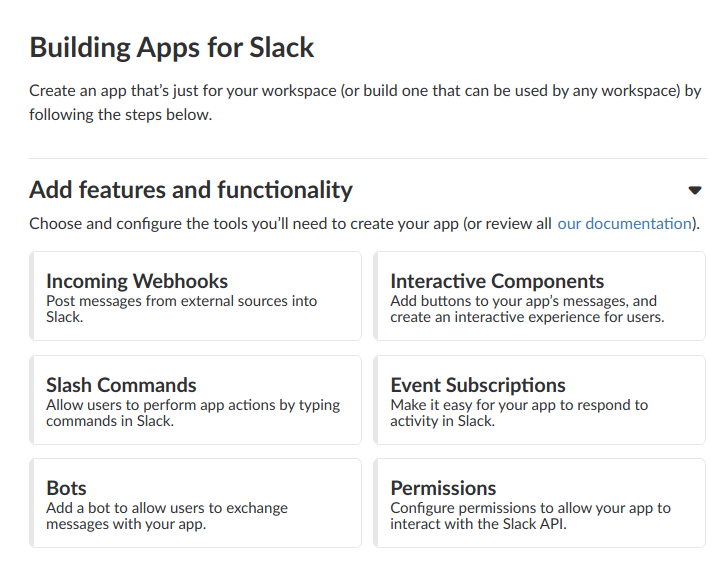 Building Apps for Slack
Create an app that’s just for your workspace (or build one that can be used by any workspace) by
following the steps below.
Add features and functionality
Choose and configure the tools you’ll need to create your app (or review all our documentation).
Incoming Webhooks
Post messages from external sources into
Slack.
Interactive Components
Add buttons to your app’s messages, and
create an interactive experience for users.
Slash Commands
Allow users to perform app actions by typing
commands in Slack.
Event Subscriptions
Make it easy for your app to respond to
activity in Slack.
Bots
Add a bot to allow users to exchange
messages with your app.
Permissions
Configure permissions to allow your app to
interact with the Slack API.